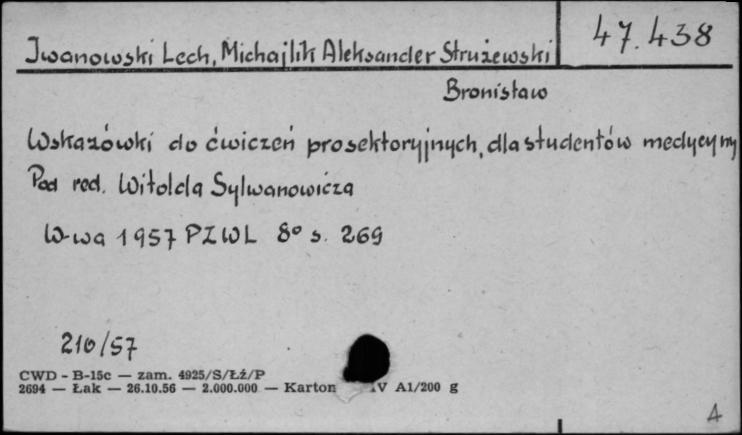 47.438
Iwanowski Lech, Michajlik Aleksander Strużewski
Bronisław
Wskazówki do ćwiczeń prosektoryjnych, dla studentów medycyny
Pod red. Witolda Sylwanowicza
W-wa 1957 PZWL 8° s. 269
210/57
CWD - B-15c — zam. 4925/S/Łź/P
2694 — Łak — 26.10.56 — 2.000.000 — Karton V A1/200 g
A